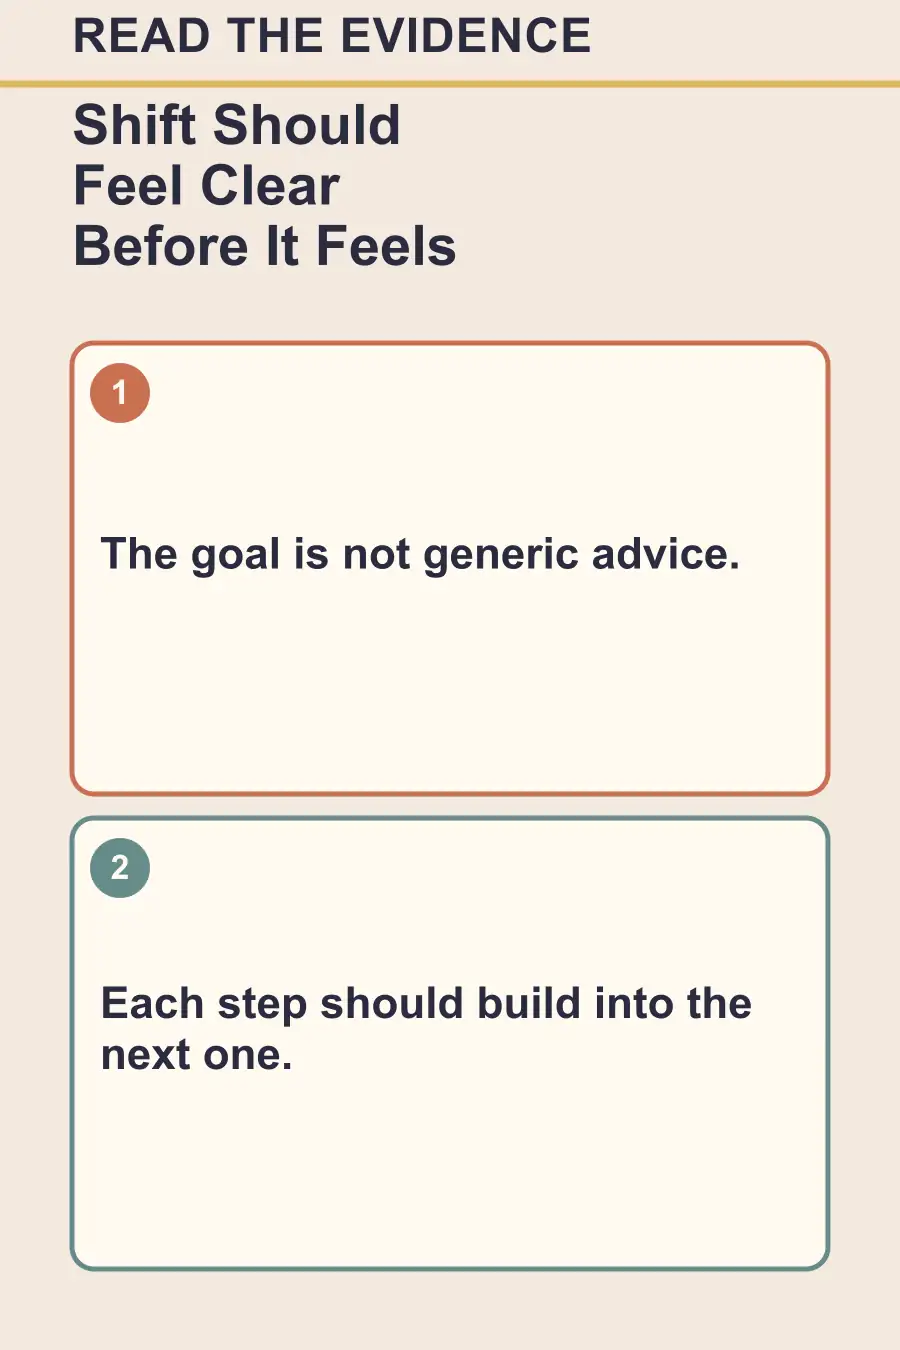 READ THE EVIDENCE
Shift Should
Feel Clear
Before It Feels
1
The goal is not generic advice.
2
Each step should build into the
next one.